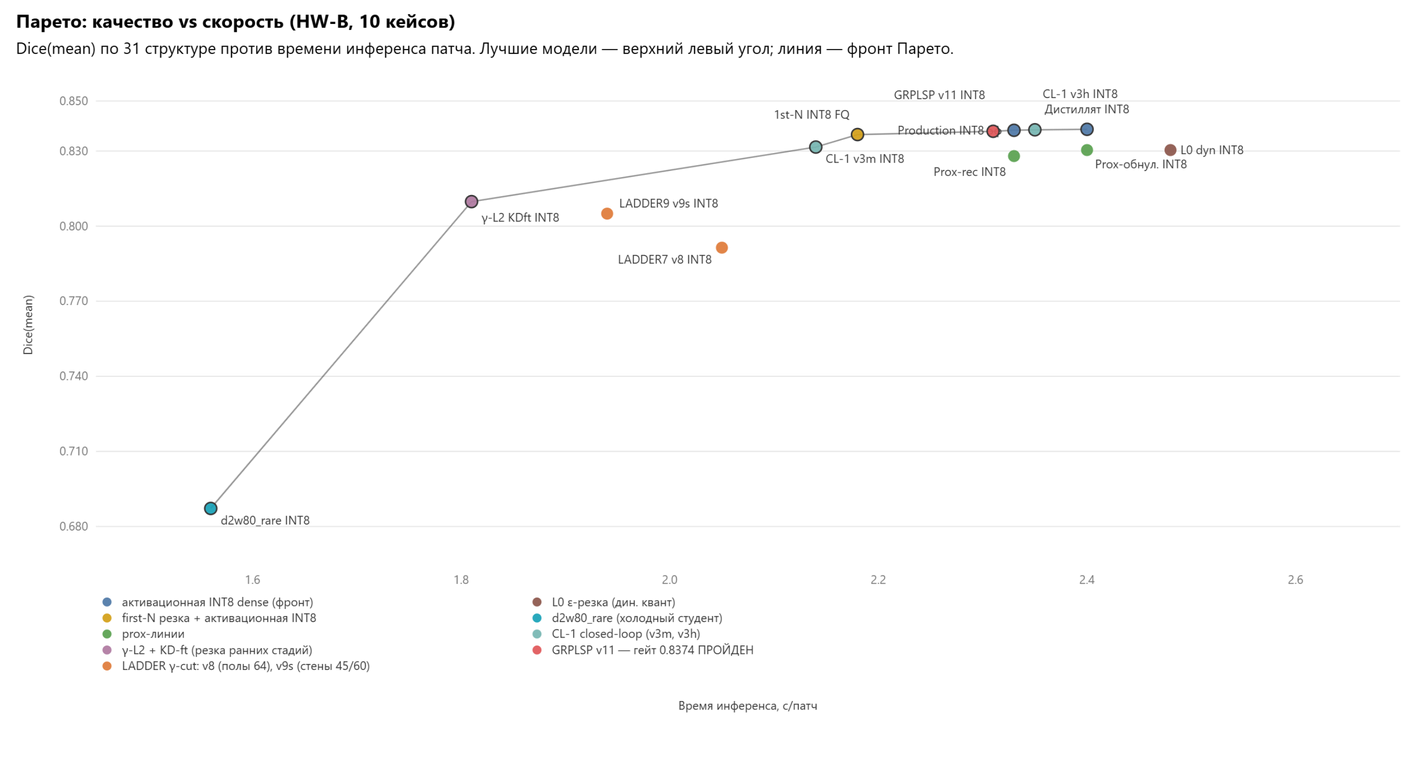 Парето: качество vs скорость (HW-B, 10 кейсов)
Dice(mean) по 31 структуре против времени инференса патча. Лучшие модели — верхний левый угол; линия — фронт Парето.
0.850
0.830
0.800
0.770
0.740
0.710
0.680
Dice(mean)
GRPLSP v11 INT8
CL-1 v3h INT8
Дистиллят INT8
1st-N INT8 FQ
Production INT8
CL-1 v3m INT8
L0 dyn INT8
Prox-обнул. INT8
Prox-rec INT8
LADDER9 v9s INT8
γ-L2 KDft INT8
LADDER7 v8 INT8
d2w80_rare INT8
1.6
1.8
2.0
2.2
2.4
2.6
активационная INT8 dense (фронт)
first-N резка + активационная INT8
prox-линии
γ-L2 + KD-ft (резка ранних стадий)
LADDER γ-cut: v8 (полы 64), v9s (стены 45/60)
L0 ε-резка (дин. квант)
d2w80_rare (холодный студент)
CL-1 closed-loop (v3m, v3h)
GRPLSP v11 — гейт 0.8374 ПРОЙДЕН
Время инференса, с/патч